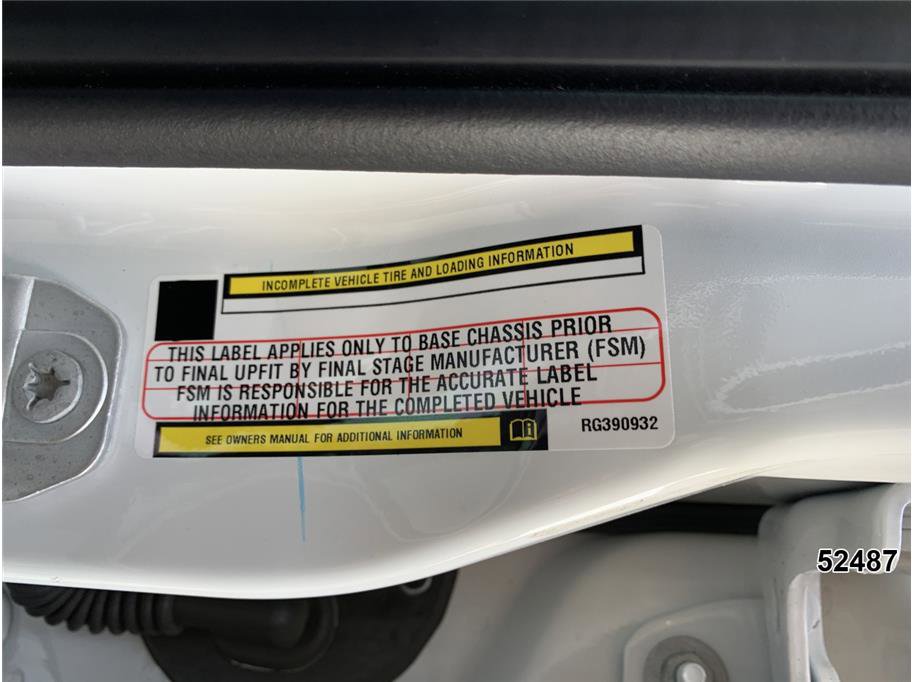 INCOMPLETE VEHICLE TIRE AND LOADING INFORMATION
THIS LABEL APPLIES ONLY TO BASE CHASSIS PRIOR
TO FINAL UPFIT BY FINAL STAGE MANUFACTURER (FSM)
FSM IS RESPONSIBLE FOR THE ACCURATE LABEL
INFORMATION FOR THE COMPLETED VEHICLE
SEE OWNERS MANUAL FOR ADDITIONAL INFORMATION
RG390932
52487